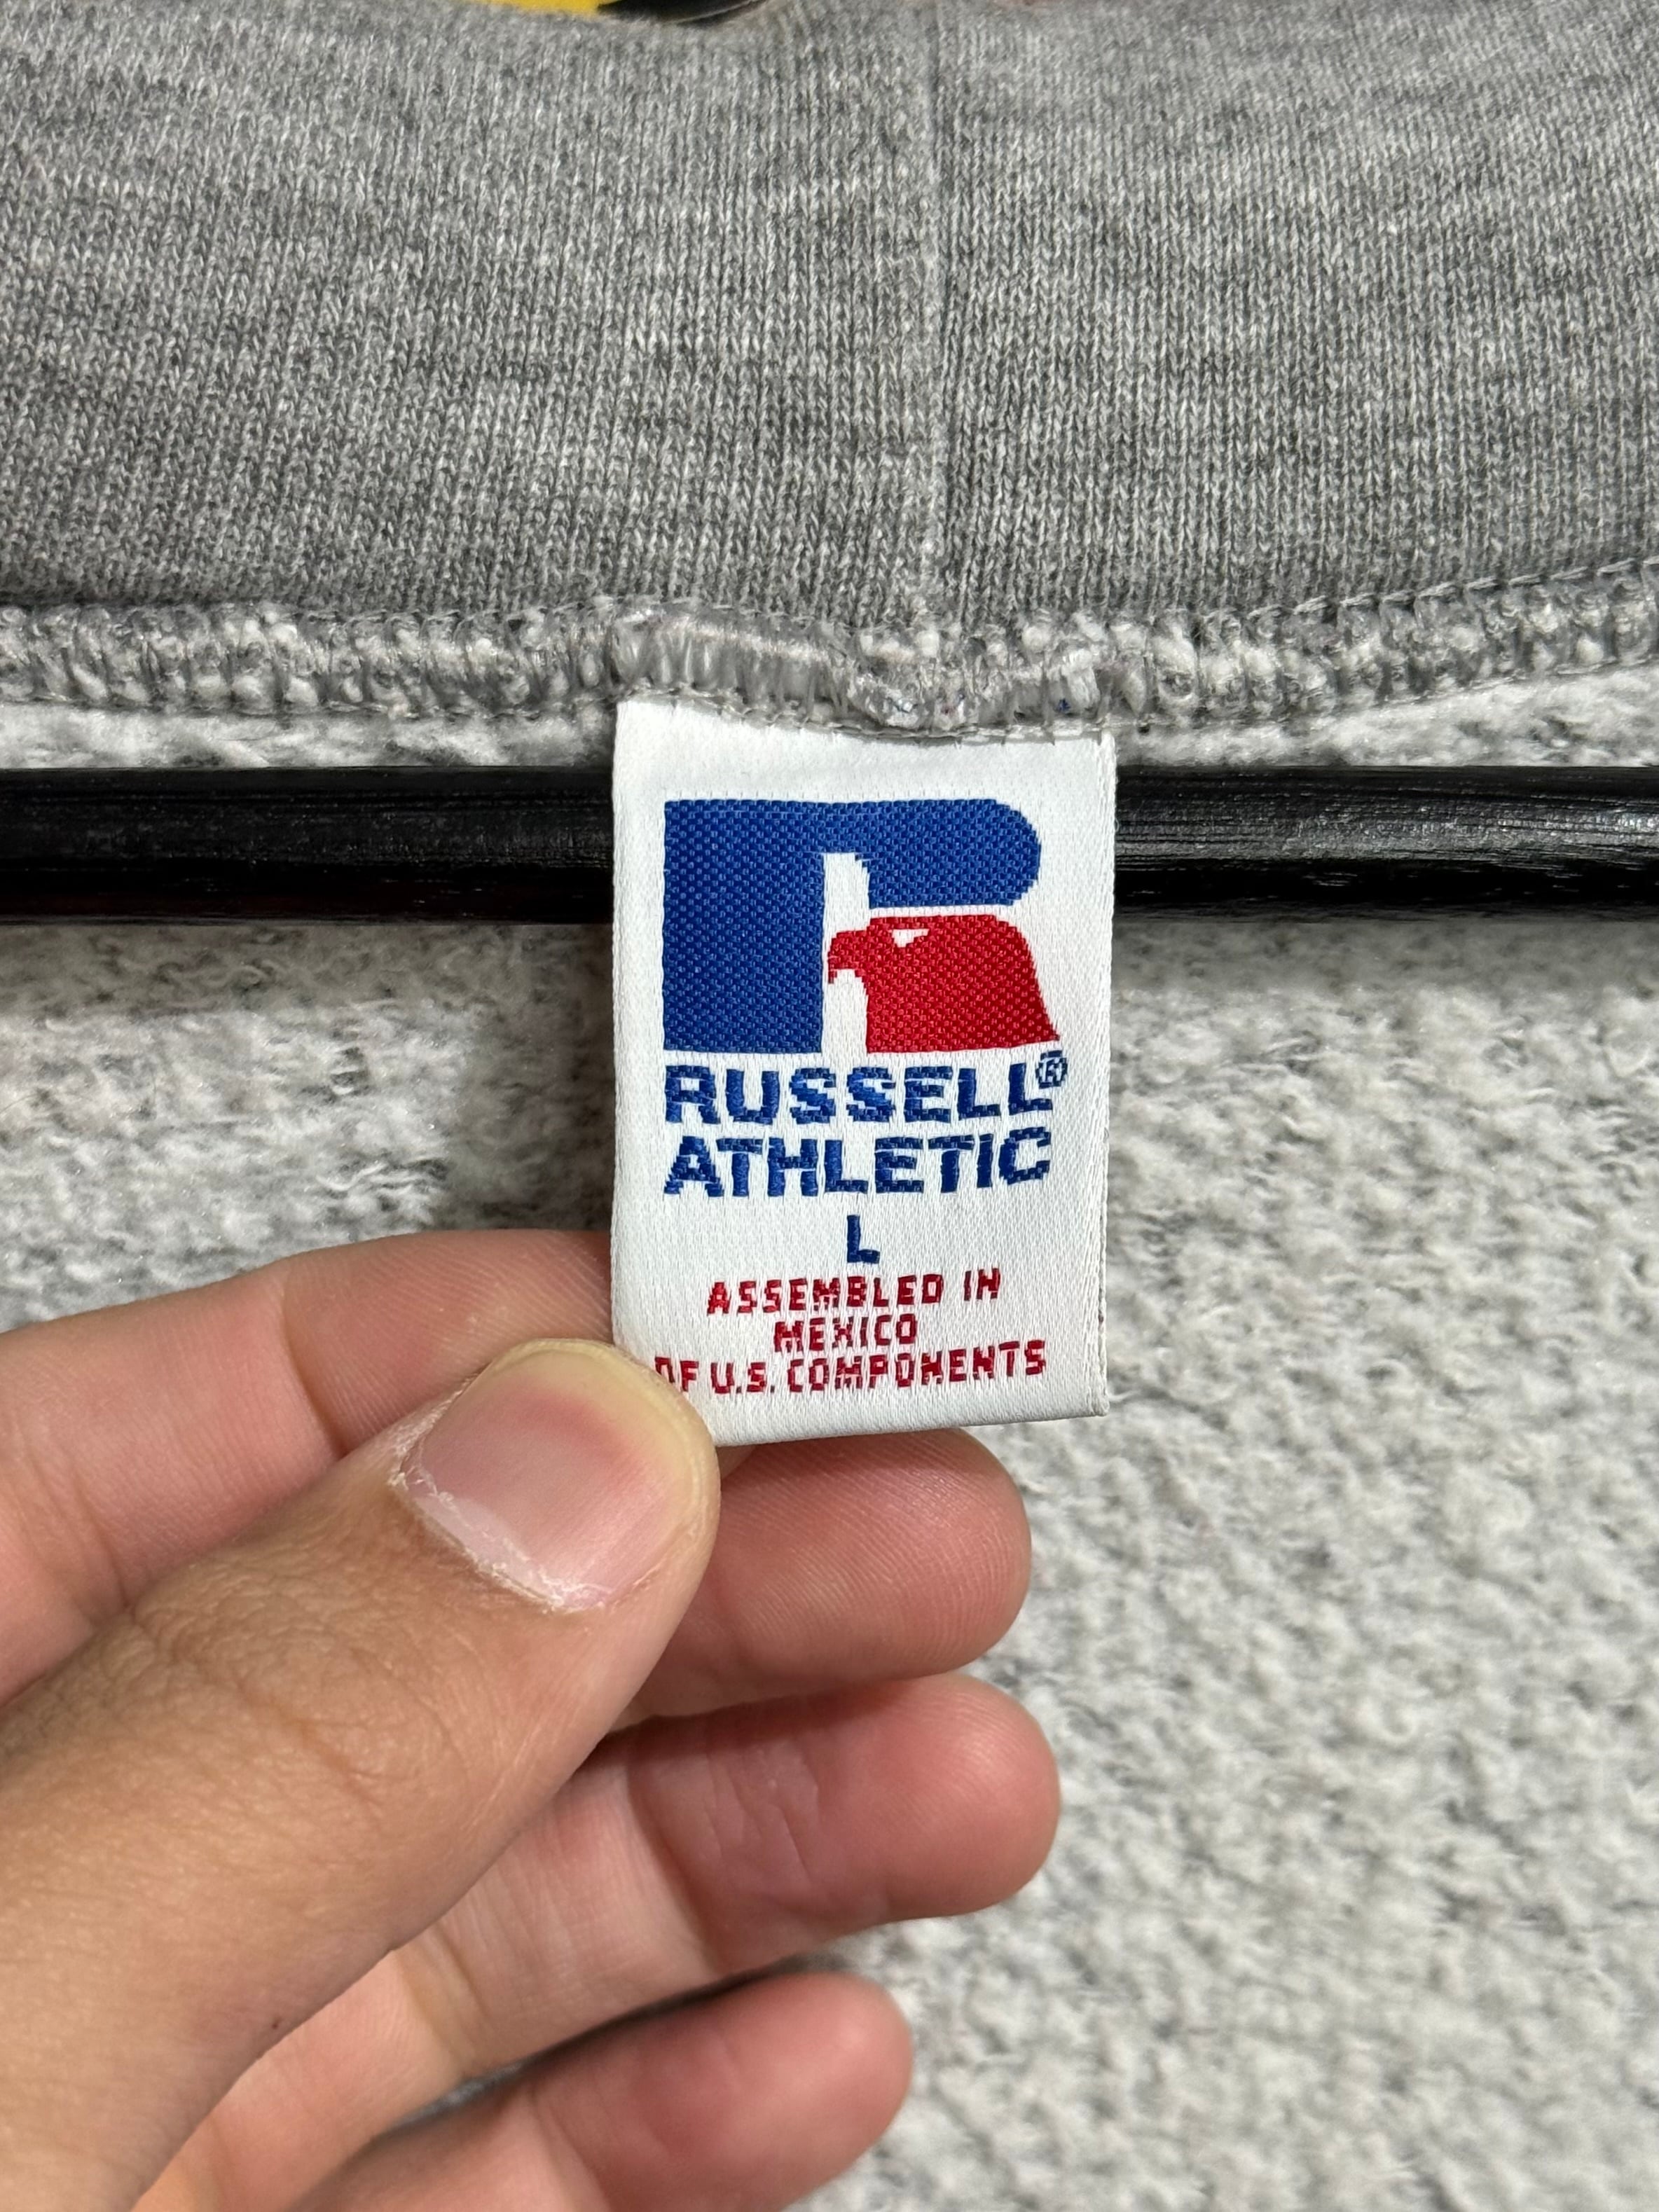 RUSSELL®
ATHLETIC
L
ASSEMBLED IN
MEXICO
OF U.S. COMPONENTS